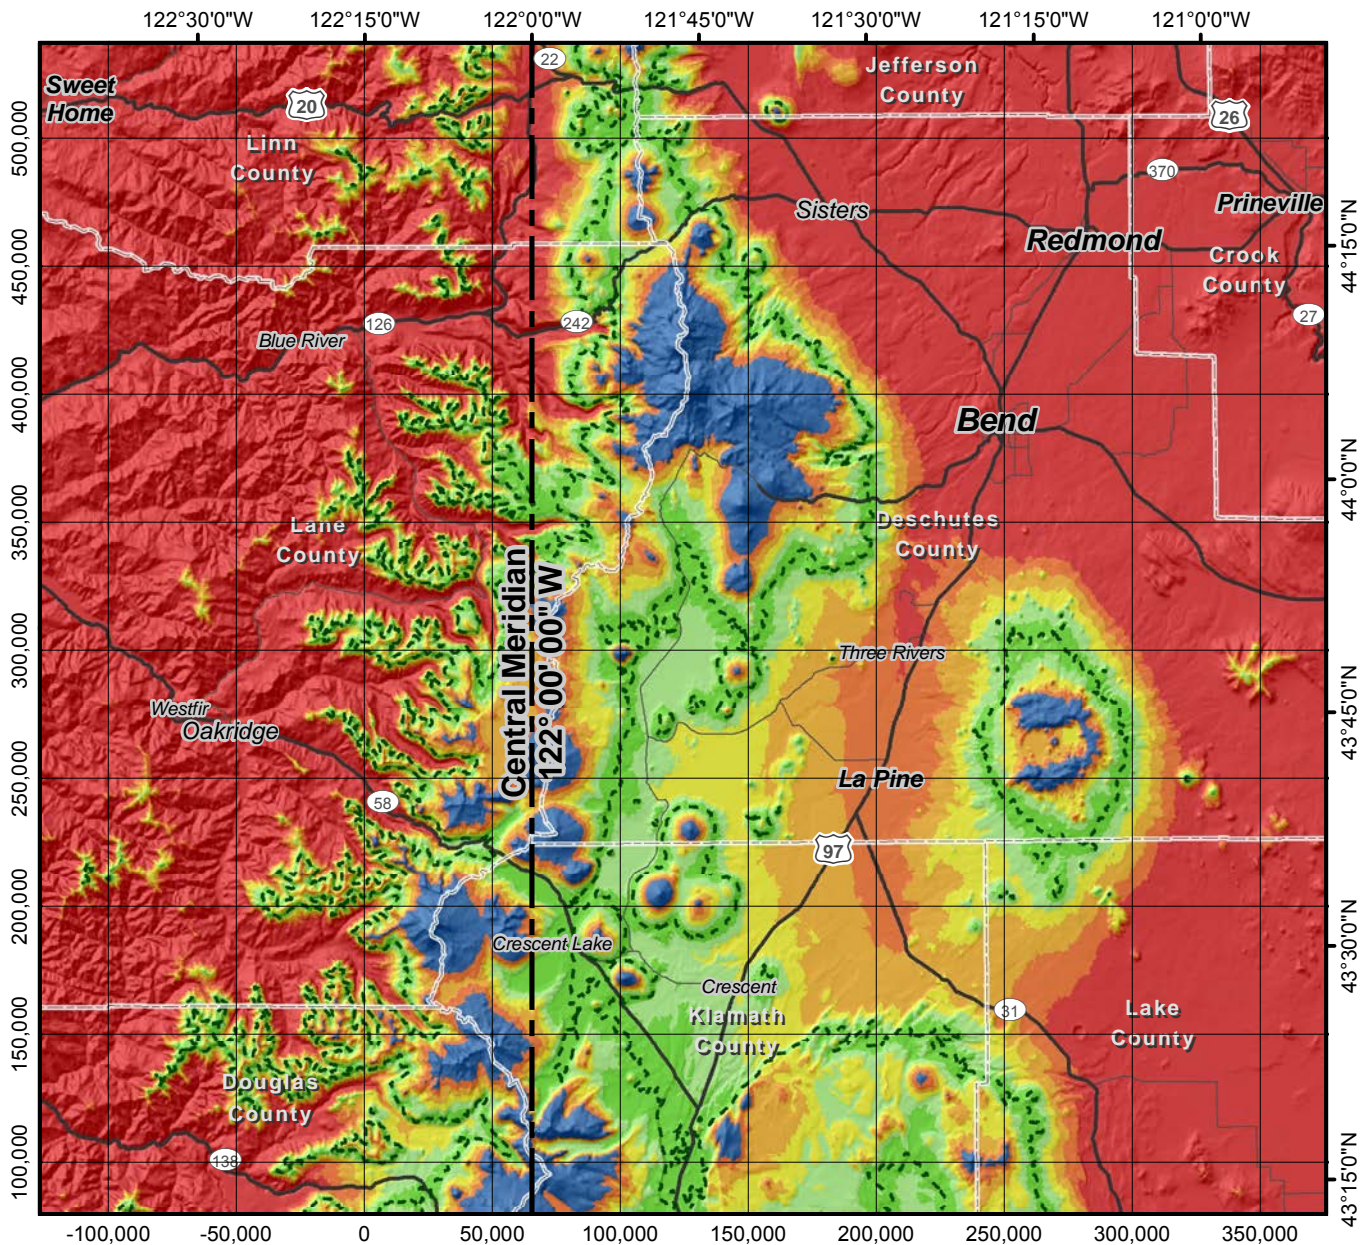 122°30'0"W 122°15'0"W 122°0'0"W 121°45'0"W 121°30'0"W 121°15'0"W 121°0'0"W
22
Jefferson
County
Sweet
Home
20
26
500,000
Linn
County
370
Prineville
Sisters
Redmond
44°15'0"N
Crook
County
450,000
27
126
242
Blue River
400,000
Bend
44°0'0"N
350,000
Lane
County
Deschutes
County
Central Meridian
122° 00' 00" W
300,000
Three Rivers
Westfir
Oakridge
43°45'0"N
250,000
La Pine
58
97
200,000
Crescent Lake
43°30'0"N
Crescent
Klamath
County
31
Lake
County
150,000
Douglas
County
138
100,000
43°15'0"N
-100,000 -50,000 0 50,000 100,000 150,000 200,000 250,000 300,000 350,000